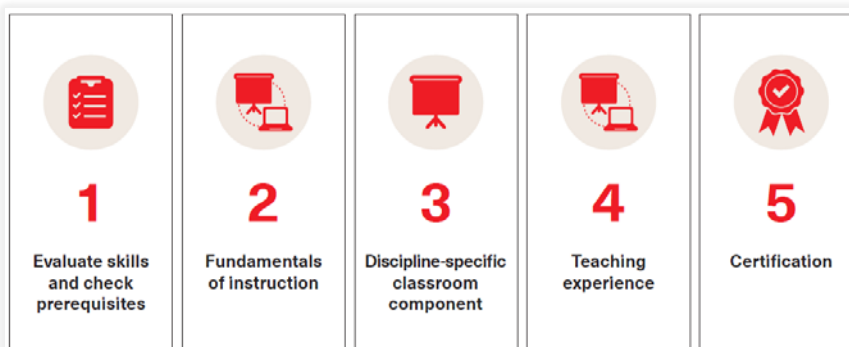 1
Evaluate skills
and check
prerequisites
2
Fundamentals
of instruction
3
Discipline-specific
classroom
component
4
Teaching
experience
5
Certification